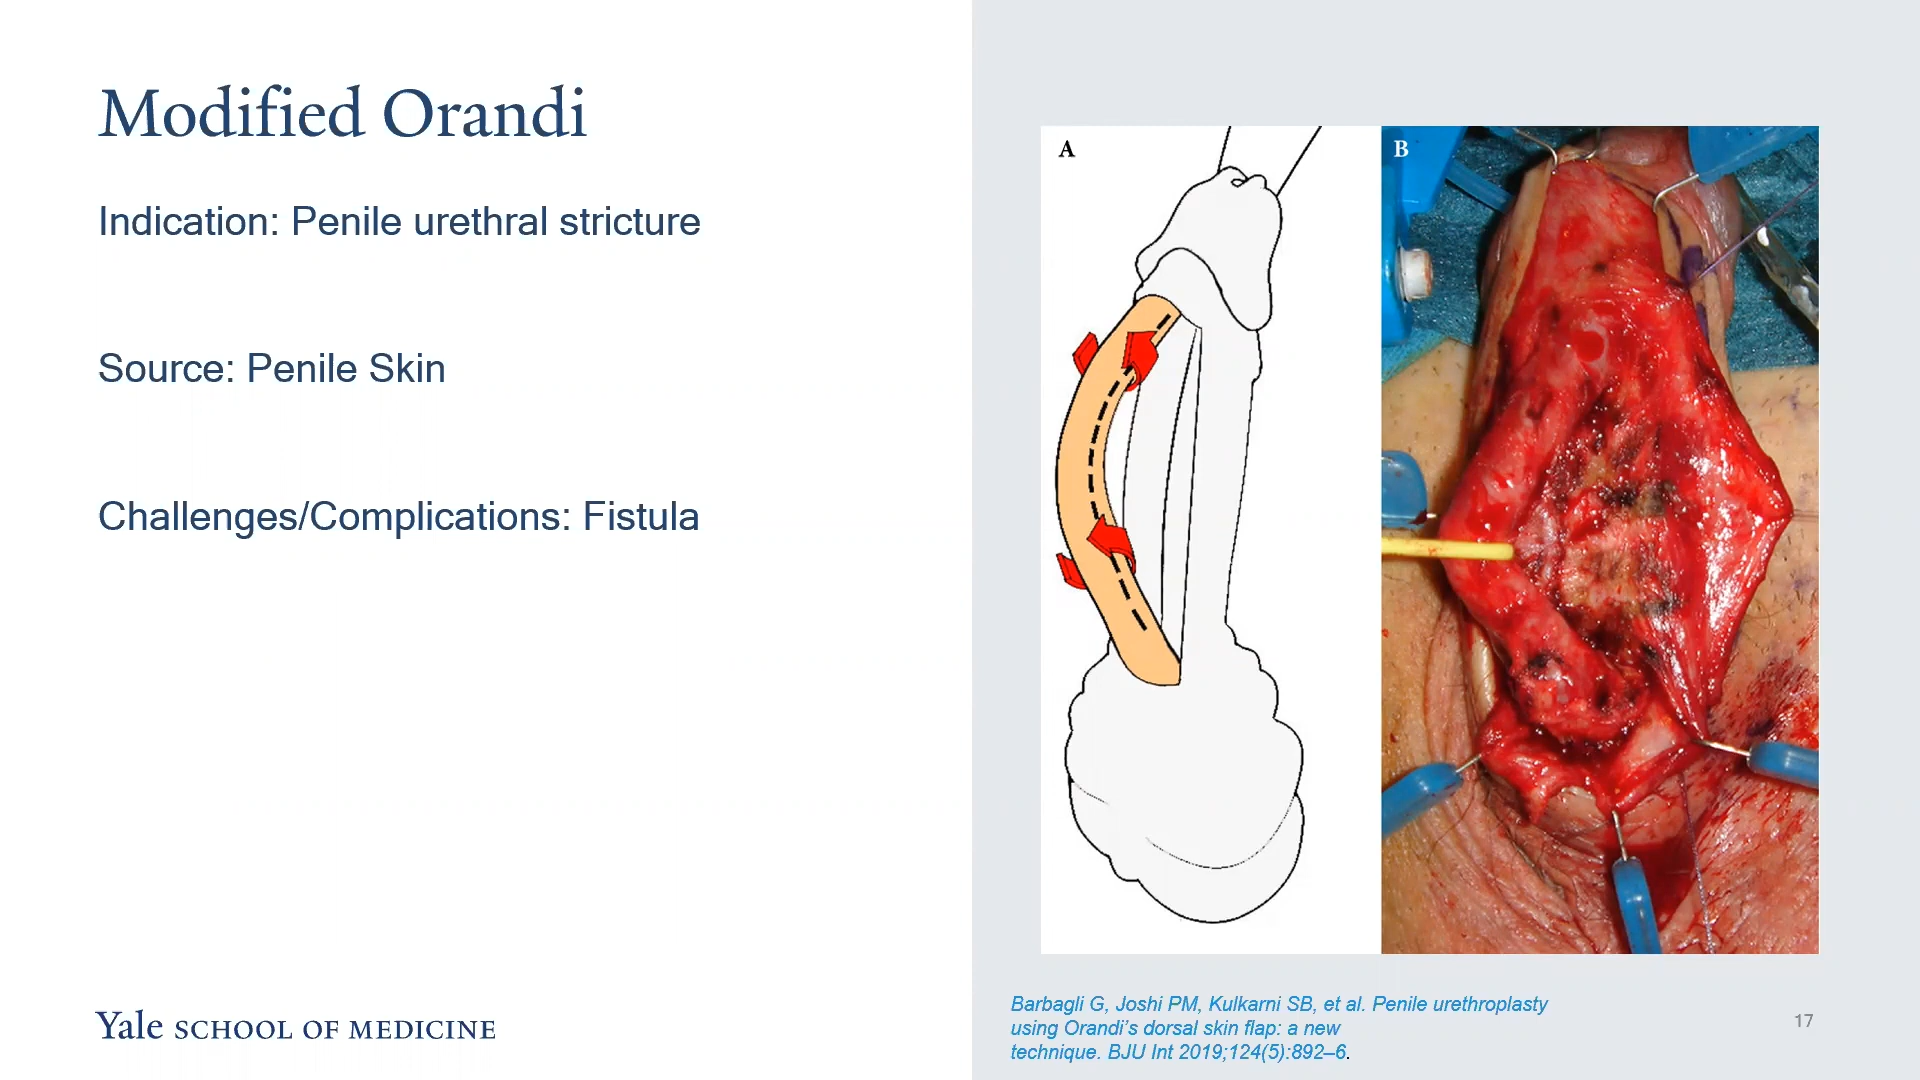 Modified Orandi
Indication: Penile urethral stricture
Source: Penile Skin
Challenges/Complications: Fistula
Yale SCHOOL OF MEDICINE
A
B
Barbagli G, Joshi PM, Kulkarni SB, et al. Penile urethroplasty
using Orandi’s dorsal skin flap: a new
technique. BJU Int 2019;124(5):892–6.
17